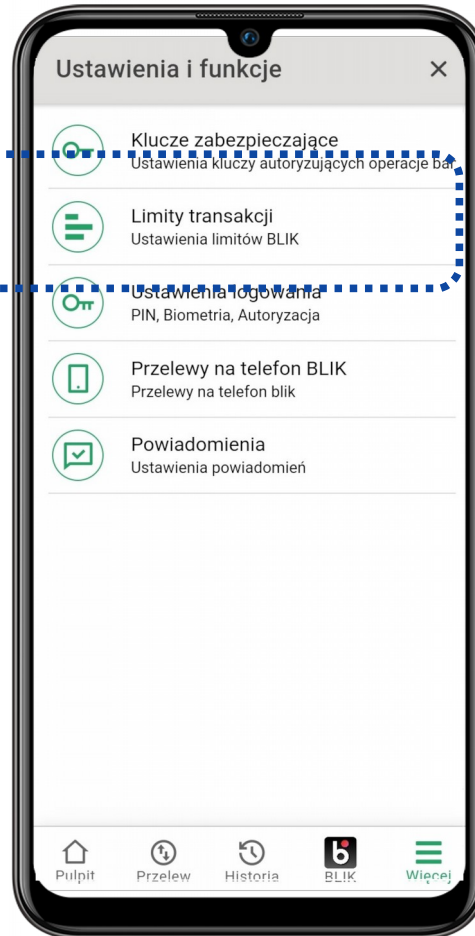 Ustawienia i funkcje
Klucze zabezpieczające
Ustawienia kluczy autoryzujących operacje
Limity transakcji
Ustawienia limitów BLIK
Ustawienia logowania
PIN, Biometria, Autoryzacja
Przelewy na telefon BLIK
Przelewy na telefon blik
Powiadomienia
Ustawienia powiadomień
Pulpit Przelew Historia BLIK Więcej